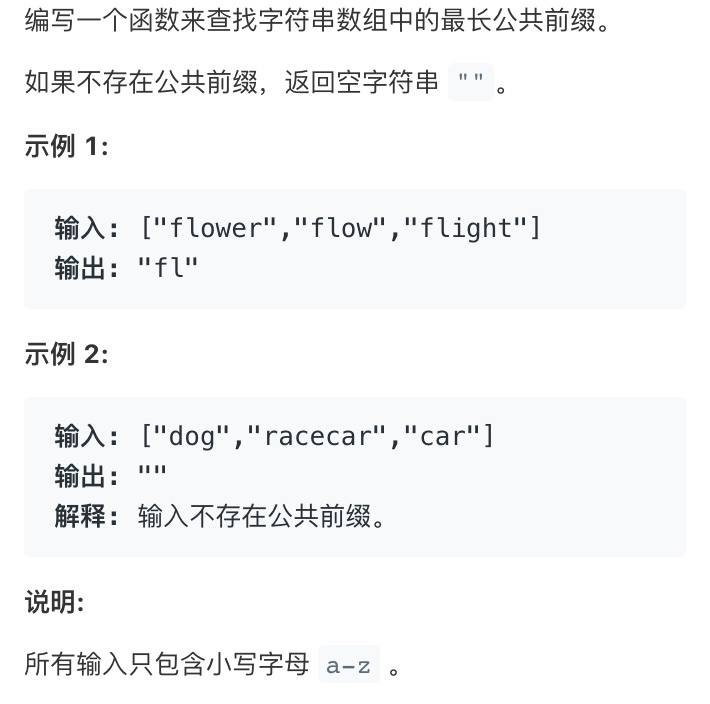 编写一个函数来查找字符串数组中的最长公共前缀。
如果不存在公共前缀，返回空字符串 ""。
示例 1:
输入: ["flower","flow","flight"]
输出: "fl"
示例 2:
输入: ["dog","racecar","car"]
输出: ""
解释: 输入不存在公共前缀。
说明:
所有输入只包含小写字母 a-z 。